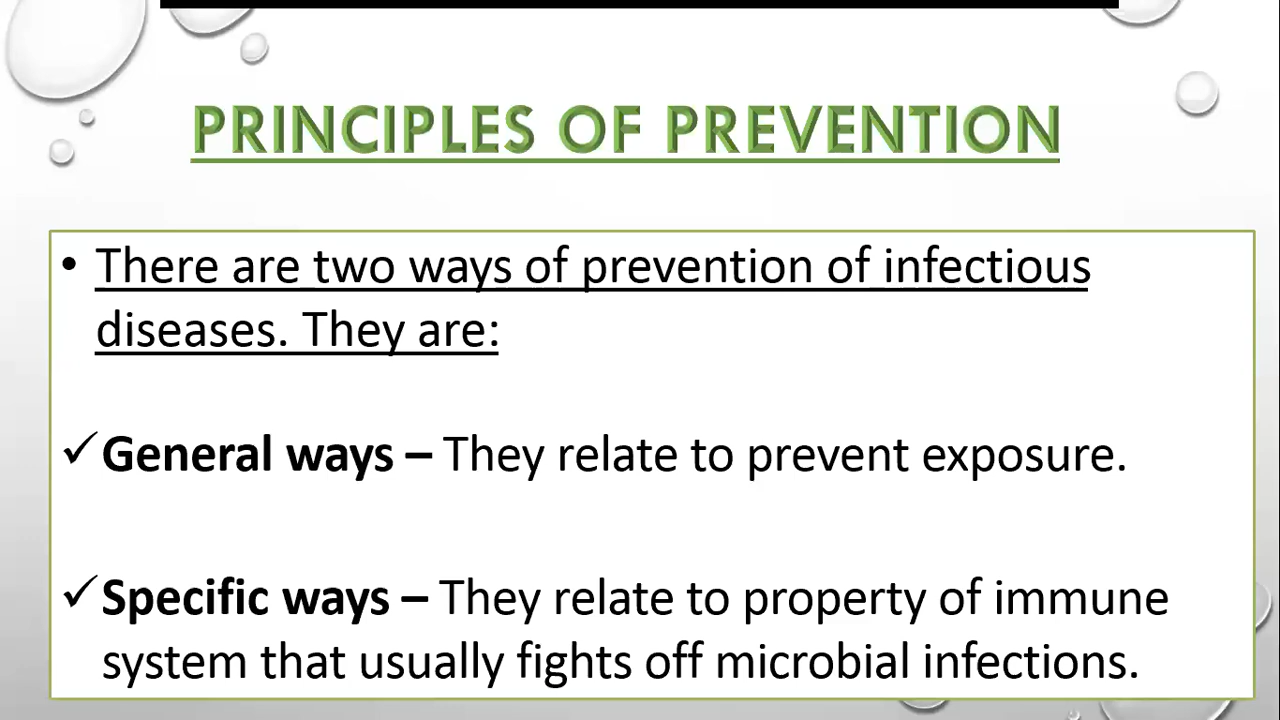 PRINCIPLES OF PREVENTION
• There are two ways of prevention of infectious
diseases. They are:
✓General ways – They relate to prevent exposure.
✓Specific ways – They relate to property of immune
system that usually fights off microbial infections.